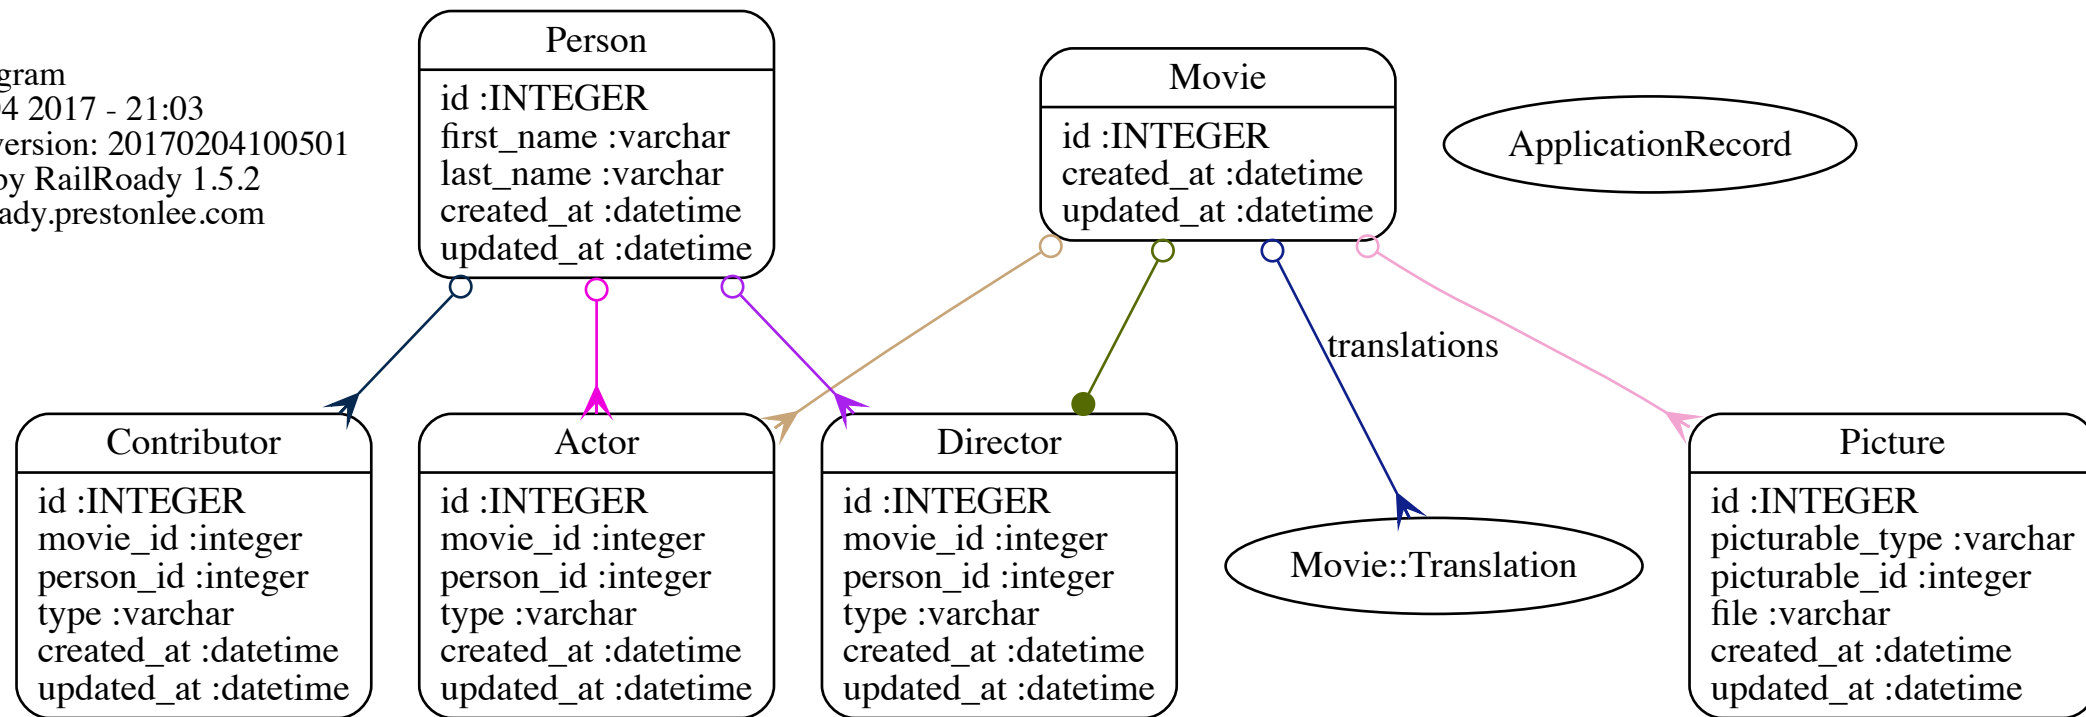 gram
4 2017 - 21:03
version: 20170204100501
by RailRoady 1.5.2
ady.prestonlee.com
Person
id :INTEGER
first_name :varchar
last_name :varchar
created_at :datetime
updated_at :datetime
Movie
id :INTEGER
created_at :datetime
updated_at :datetime
ApplicationRecord
translations
Contributor
id :INTEGER
movie_id :integer
person_id :integer
type :varchar
created_at :datetime
updated_at :datetime
Actor
id :INTEGER
movie_id :integer
person_id :integer
type :varchar
created_at :datetime
updated_at :datetime
Director
id :INTEGER
movie_id :integer
person_id :integer
type :varchar
created_at :datetime
updated_at :datetime
Movie::Translation
Picture
id :INTEGER
picturable_type :varchar
picturable_id :integer
file :varchar
created_at :datetime
updated_at :datetime